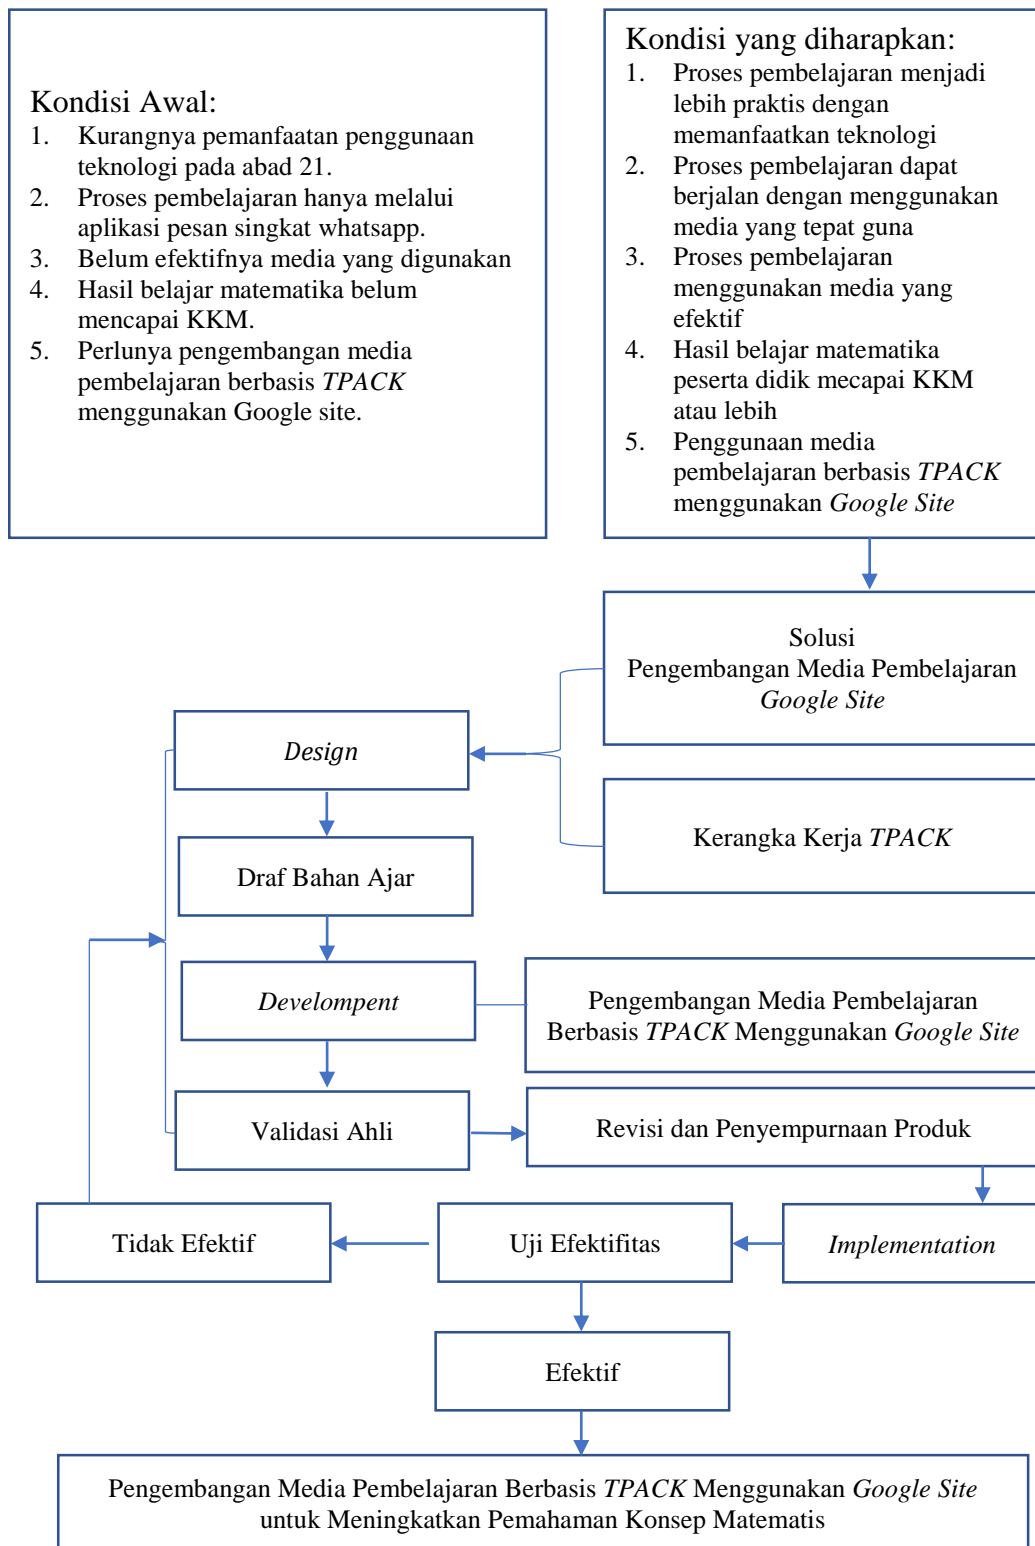 Kondisi Awal:
1. Kurangnya pemanfaatan penggunaan
teknologi pada abad 21.
2. Proses pembelajaran hanya melalui
aplikasi pesan singkat whatsapp.
3. Belum efektifnya media yang digunakan
4. Hasil belajar matematika belum
mencapai KKM.
5. Perlunya pengembangan media
pembelajaran berbasis TPACK
menggunakan Google site.
Kondisi yang diharapkan:
1. Proses pembelajaran menjadi
lebih praktis dengan
memanfaatkan teknologi
2. Proses pembelajaran dapat
berjalan dengan menggunakan
media yang tepat guna
3. Proses pembelajaran
menggunakan media yang
efektif
4. Hasil belajar matematika
peserta didik mecapai KKM
atau lebih
5. Penggunaan media
pembelajaran berbasis TPACK
menggunakan Google Site
Solusi
Pengembangan Media Pembelajaran
Google Site
Design
Kerangka Kerja TPACK
Draf Bahan Ajar
Develompent
Pengembangan Media Pembelajaran
Berbasis TPACK Menggunakan Google Site
Validasi Ahli
Revisi dan Penyempurnaan Produk
Tidak Efektif
Uji Efektifitas
Implementation
Efektif
Pengembangan Media Pembelajaran Berbasis TPACK Menggunakan Google Site
untuk Meningkatkan Pemahaman Konsep Matematis